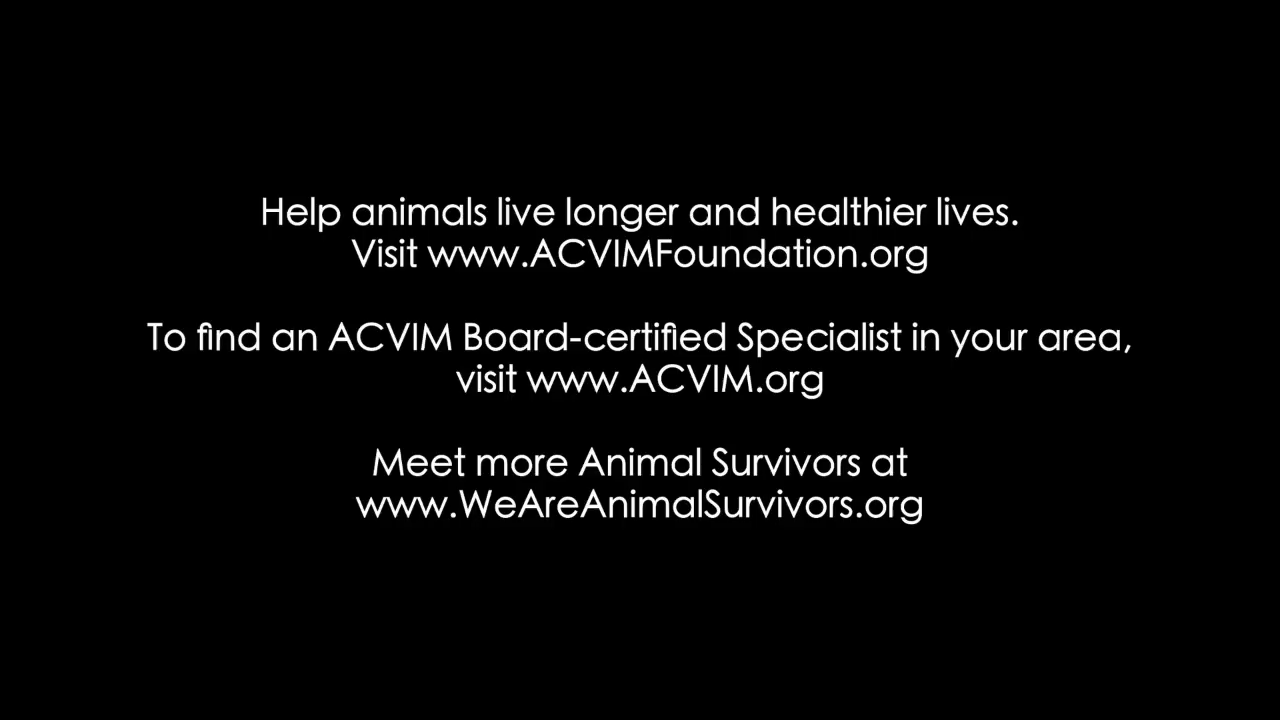 Help animals live longer and healthier lives.
Visit www.ACVIMFoundation.org
To find an ACVIM Board-certified Specialist in your area,
visit www.ACVIM.org
Meet more Animal Survivors at
www.WeAreAnimalSurvivors.org